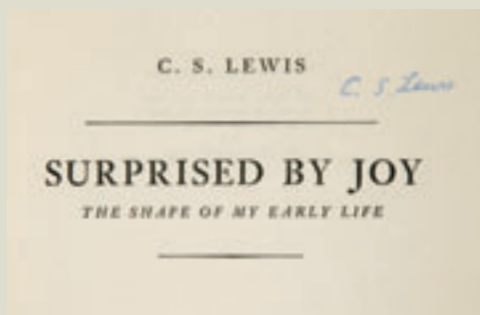 C. S. LEWIS
C. S Lewis
SURPRISED BY JOY
THE SHAPE OF MY EARLY LIFE